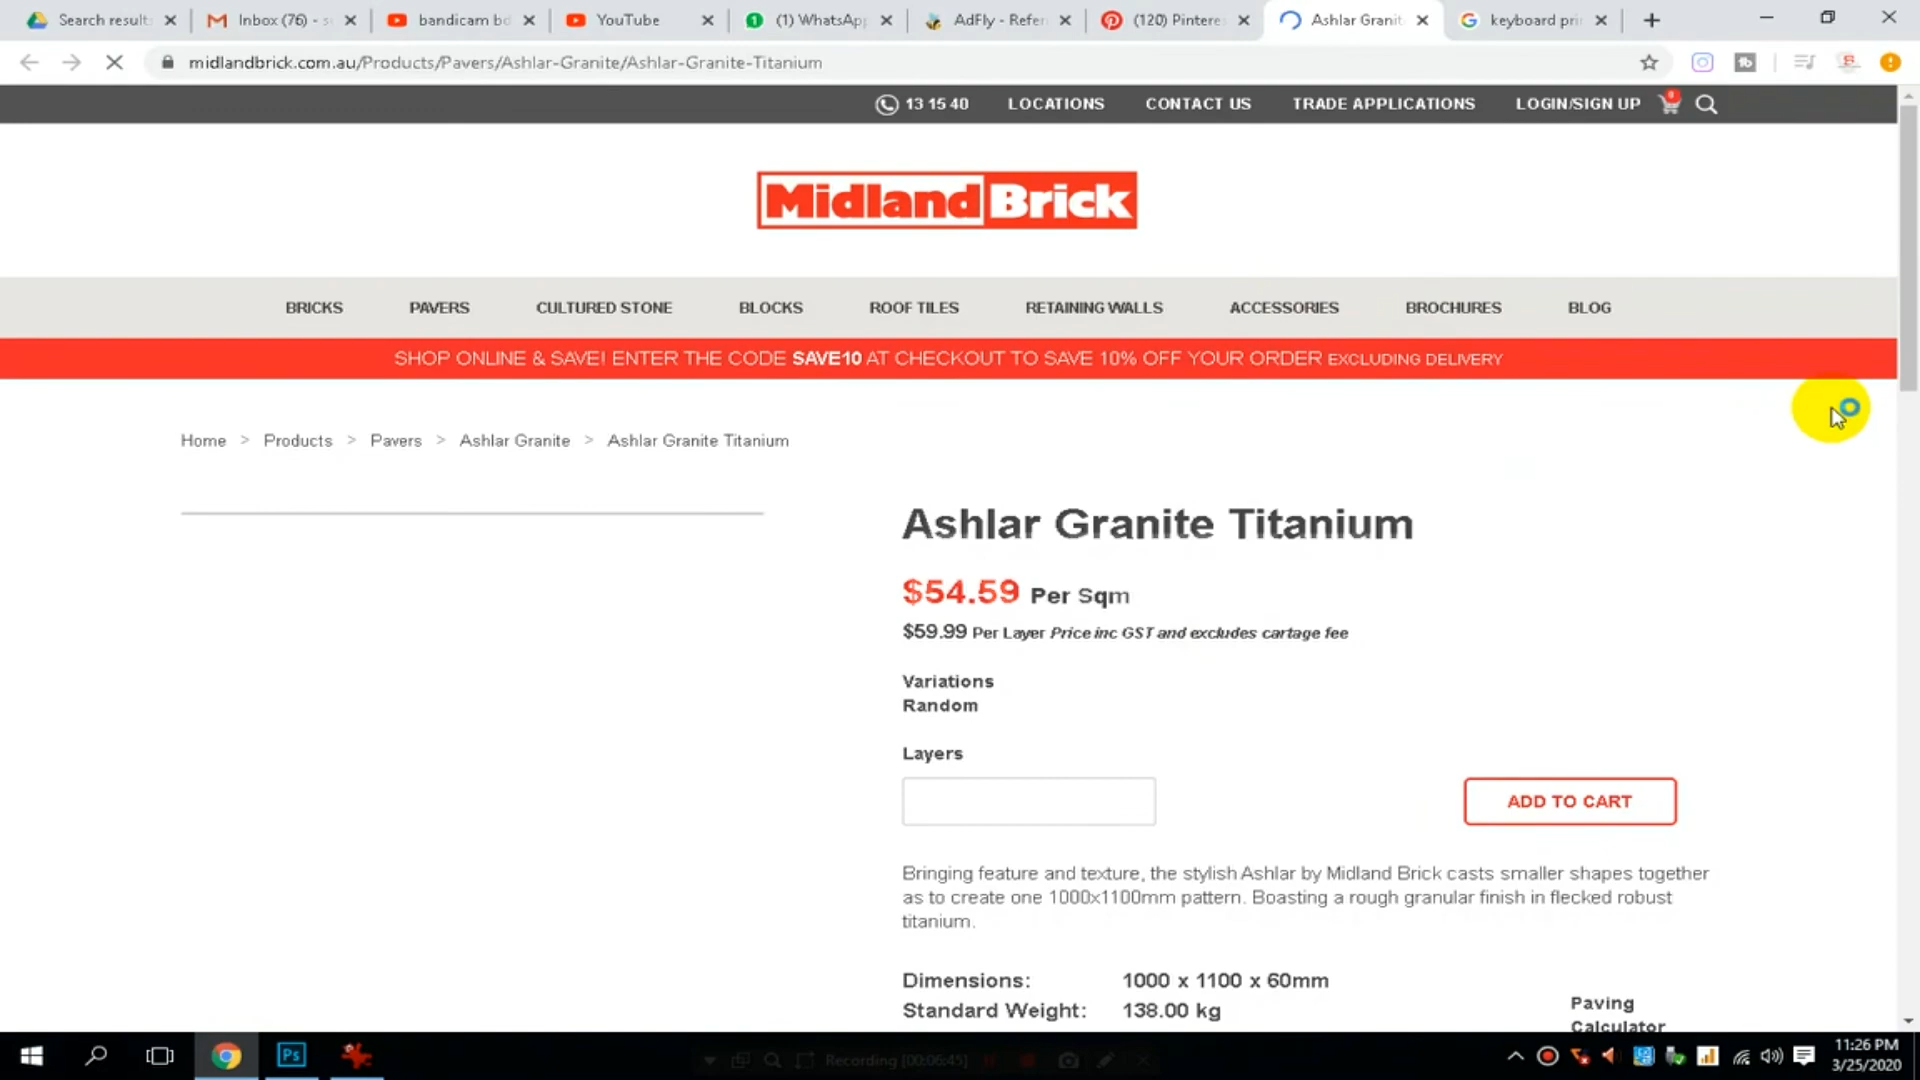 Search result
Inbox (76) - s
bandicam bd
YouTube
(1) WhatsApp
AdFly - Refer
(120) Pintere
Ashlar Granit
keyboard pri
midlandbrick.com.au/Products/Pavers/Ashlar-Granite/Ashlar-Granite-Titanium
13 15 40
LOCATIONS
CONTACT US
TRADE APPLICATIONS
LOGIN/SIGN UP
Midland Brick
BRICKS
PAVERS
CULTURED STONE
BLOCKS
ROOF TILES
RETAINING WALLS
ACCESSORIES
BROCHURES
BLOG
SHOP ONLINE & SAVE! ENTER THE CODE SAVE10 AT CHECKOUT TO SAVE 10% OFF YOUR ORDER EXCLUDING DELIVERY
Home > Products > Pavers > Ashlar Granite > Ashlar Granite Titanium
Ashlar Granite Titanium
$54.59 Per Sqm
$59.99 Per Layer Price inc GST and excludes cartage fee
Variations
Random
Layers
ADD TO CART
Bringing feature and texture, the stylish Ashlar by Midland Brick casts smaller shapes together
as to create one 1000x1100mm pattern. Boasting a rough granular finish in flecked robust
titanium.
Dimensions: 1000 x 1100 x 60mm
Standard Weight: 138.00 kg
Paving
Calculator
Ps
Recording [00:06:45]
11:26 PM
3/25/2020